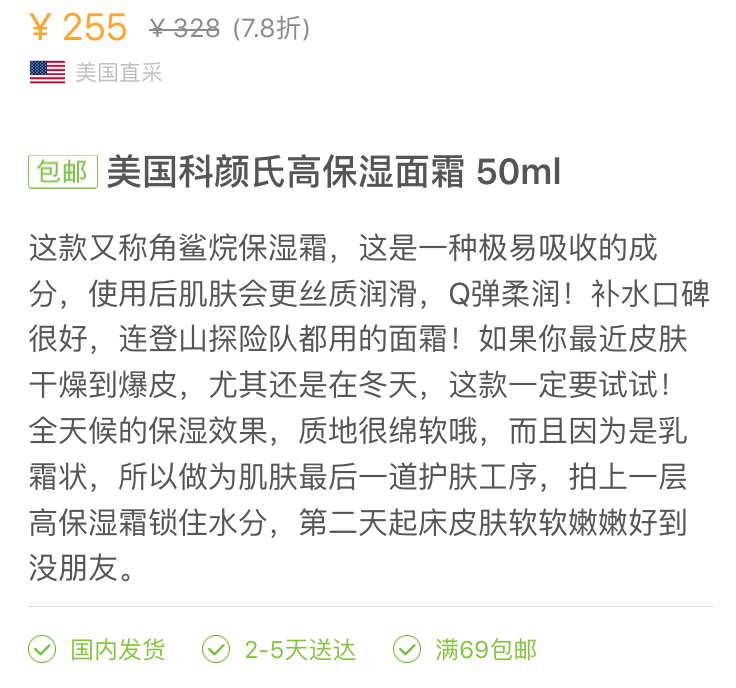 ¥ 255 ¥ 328 (7.8折)
美国直采
包邮 美国科颜氏高保湿面霜 50ml
这款又称角鲨烷保湿霜，这是一种极易吸收的成
分，使用后肌肤会更丝质润滑，Q弹柔润！补水口碑
很好，连登山探险队都用的面霜！如果你最近皮肤
干燥到爆皮，尤其还是在冬天，这款一定要试试！
全天候的保湿效果，质地很绵软哦，而且因为是乳
霜状，所以做为肌肤最后一道护肤工序，拍上一层
高保湿霜锁住水分，第二天起床皮肤软软嫩嫩好到
没朋友。
国内发货 2-5天送达 满69包邮